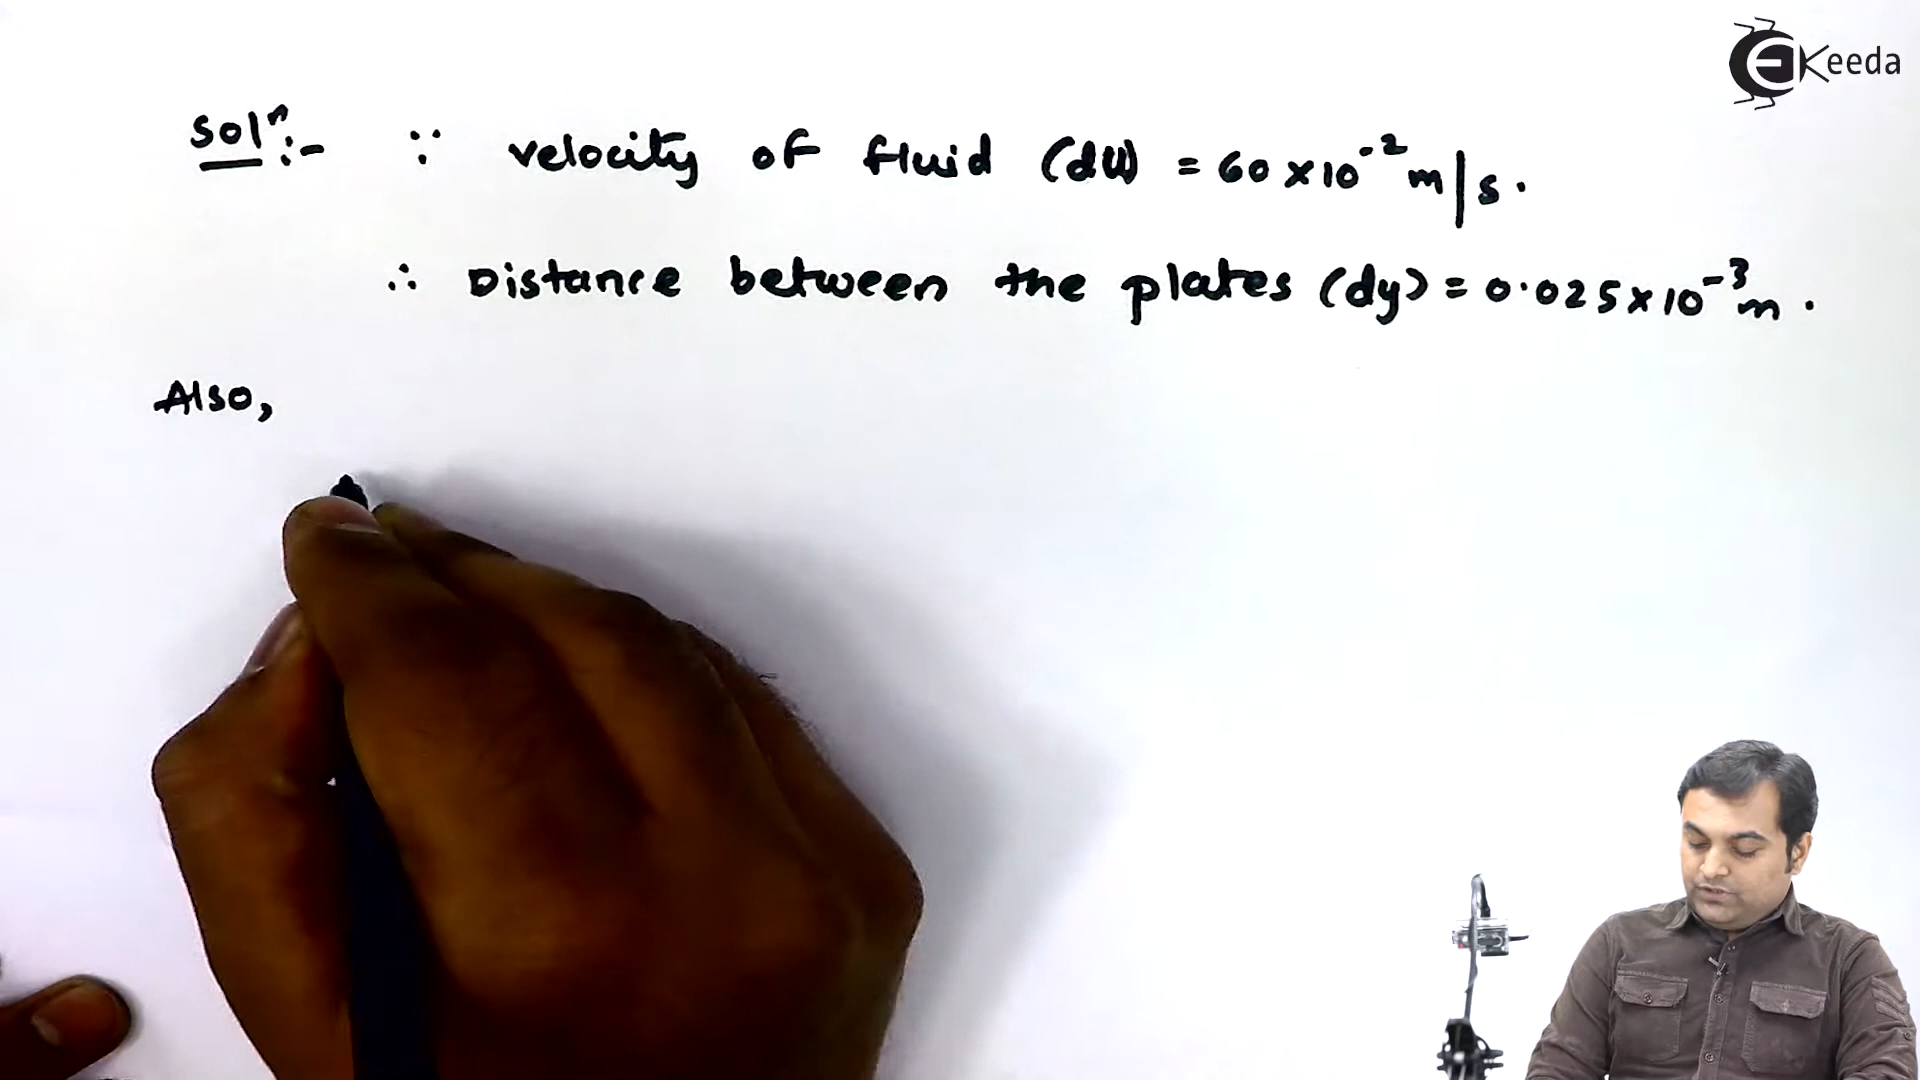 EKeeda
Solⁿ:- ∵ velocity of fluid (du) = 60 × 10⁻² m/s.
∴ Distance between the plates (dy) = 0.025 × 10⁻³ m.
Also,